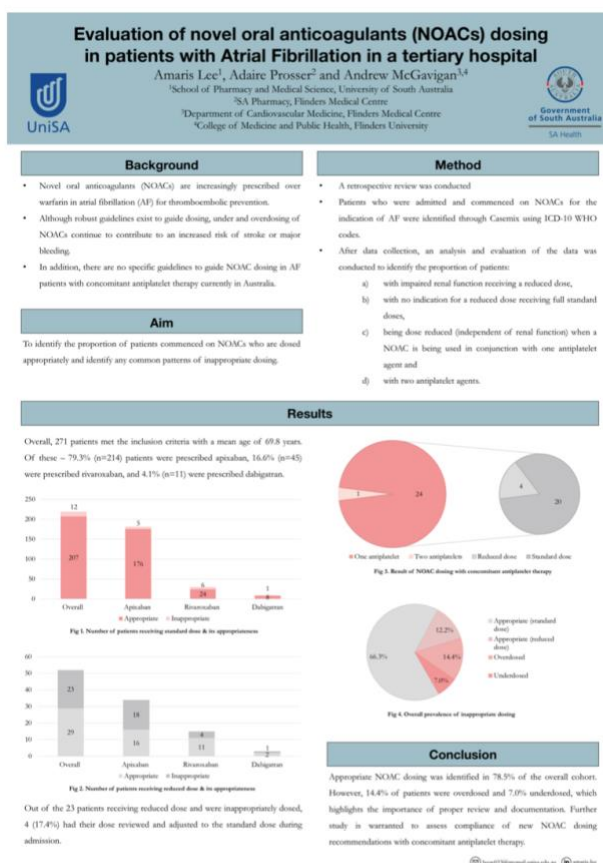 Evaluation of novel oral anticoagulants (NOACs) dosing
in patients with Atrial Fibrillation in a tertiary hospital
Amaris Lee¹, Adaire Prosser² and Andrew McGavigan³,⁴
¹School of Pharmacy and Medical Science, University of South Australia
²SA Pharmacy, Flinders Medical Centre
³Department of Cardiovascular Medicine, Flinders Medical Centre
⁴College of Medicine and Public Health, Flinders University
UniSA
Government
of South Australia
SA Health
Background
• Novel oral anticoagulants (NOACs) are increasingly prescribed over
warfarin in atrial fibrillation (AF) for thromboembolic prevention.
• Although robust guidelines exist to guide dosing, under and overdosing of
NOACs continue to contribute to an increased risk of stroke or major
bleeding.
• In addition, there are no specific guidelines to guide NOAC dosing in AF
patients with concomitant antiplatelet therapy currently in Australia.
Aim
To identify the proportion of patients commenced on NOACs who are dosed
appropriately and identify any common patterns of inappropriate dosing.
Method
• A retrospective review was conducted
• Patients who were admitted and commenced on NOACs for the
indication of AF were identified through Casemix using ICD-10 WHO
codes.
• After data collection, an analysis and evaluation of the data was
conducted to identify the proportion of patients:
a) with impaired renal function receiving a reduced dose,
b) with no indication for a reduced dose receiving full standard
doses,
c) being dose reduced (independent of renal function) when a
NOAC is being used in conjunction with one antiplatelet
agent and
d) with two antiplatelet agents.
Results
Overall, 271 patients met the inclusion criteria with a mean age of 69.8 years.
Of these – 79.3% (n=214) patients were prescribed apixaban, 16.6% (n=45)
were prescribed rivaroxaban, and 4.1% (n=11) were prescribed dabigatran.
250
200
150
100
50
0
12
207
5
176
6
24
1
8
Overall
Apixaban
Rivaroxaban
Dabigatran
Appropriate
Inappropriate
Fig 1. Number of patients receiving standard dose & its appropriateness
60
50
40
30
20
10
0
23
29
18
16
4
11
1
2
Overall
Apixaban
Rivaroxaban
Dabigatran
Appropriate
Inappropriate
Fig 2. Number of patients receiving reduced dose & its appropriateness
Out of the 23 patients receiving reduced dose and were inappropriately dosed,
4 (17.4%) had their dose reviewed and adjusted to the standard dose during
admission.
1
24
4
20
One antiplatelet
Two antiplatelets
Reduced dose
Standard dose
Fig 3. Result of NOAC dosing with concomitant antiplatelet therapy
66.3%
12.2%
14.4%
7.0%
Appropriate (standard
dose)
Appropriate (reduced
dose)
Overdosed
Underdosed
Fig 4. Overall prevalence of inappropriate dosing
Conclusion
Appropriate NOAC dosing was identified in 78.5% of the overall cohort.
However, 14.4% of patients were overdosed and 7.0% underdosed, which
highlights the importance of proper review and documentation. Further
study is warranted to assess compliance of new NOAC dosing
recommendations with concomitant antiplatelet therapy.